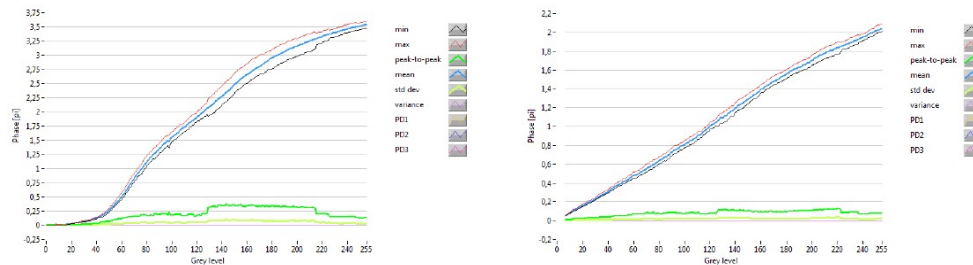 3,75
3,5
3,25
3
2,75
2,5
2,25
2
1,75
1,5
1,25
1
0,75
0,5
0,25
0
-0,25
Phase [pi]
0 20 40 60 80 100 120 140 160 180 200 220 240 255
Grey level
min
max
peak-to-peak
mean
std dev
variance
PD1
PD2
PD3
2,2
2
1,8
1,6
1,4
1,2
1
0,8
0,6
0,4
0,2
0
-0,2
Phase [pi]
0 20 40 60 80 100 120 140 160 180 200 220 240 255
Grey level
min
max
peak-to-peak
mean
std dev
variance
PD1
PD2
PD3